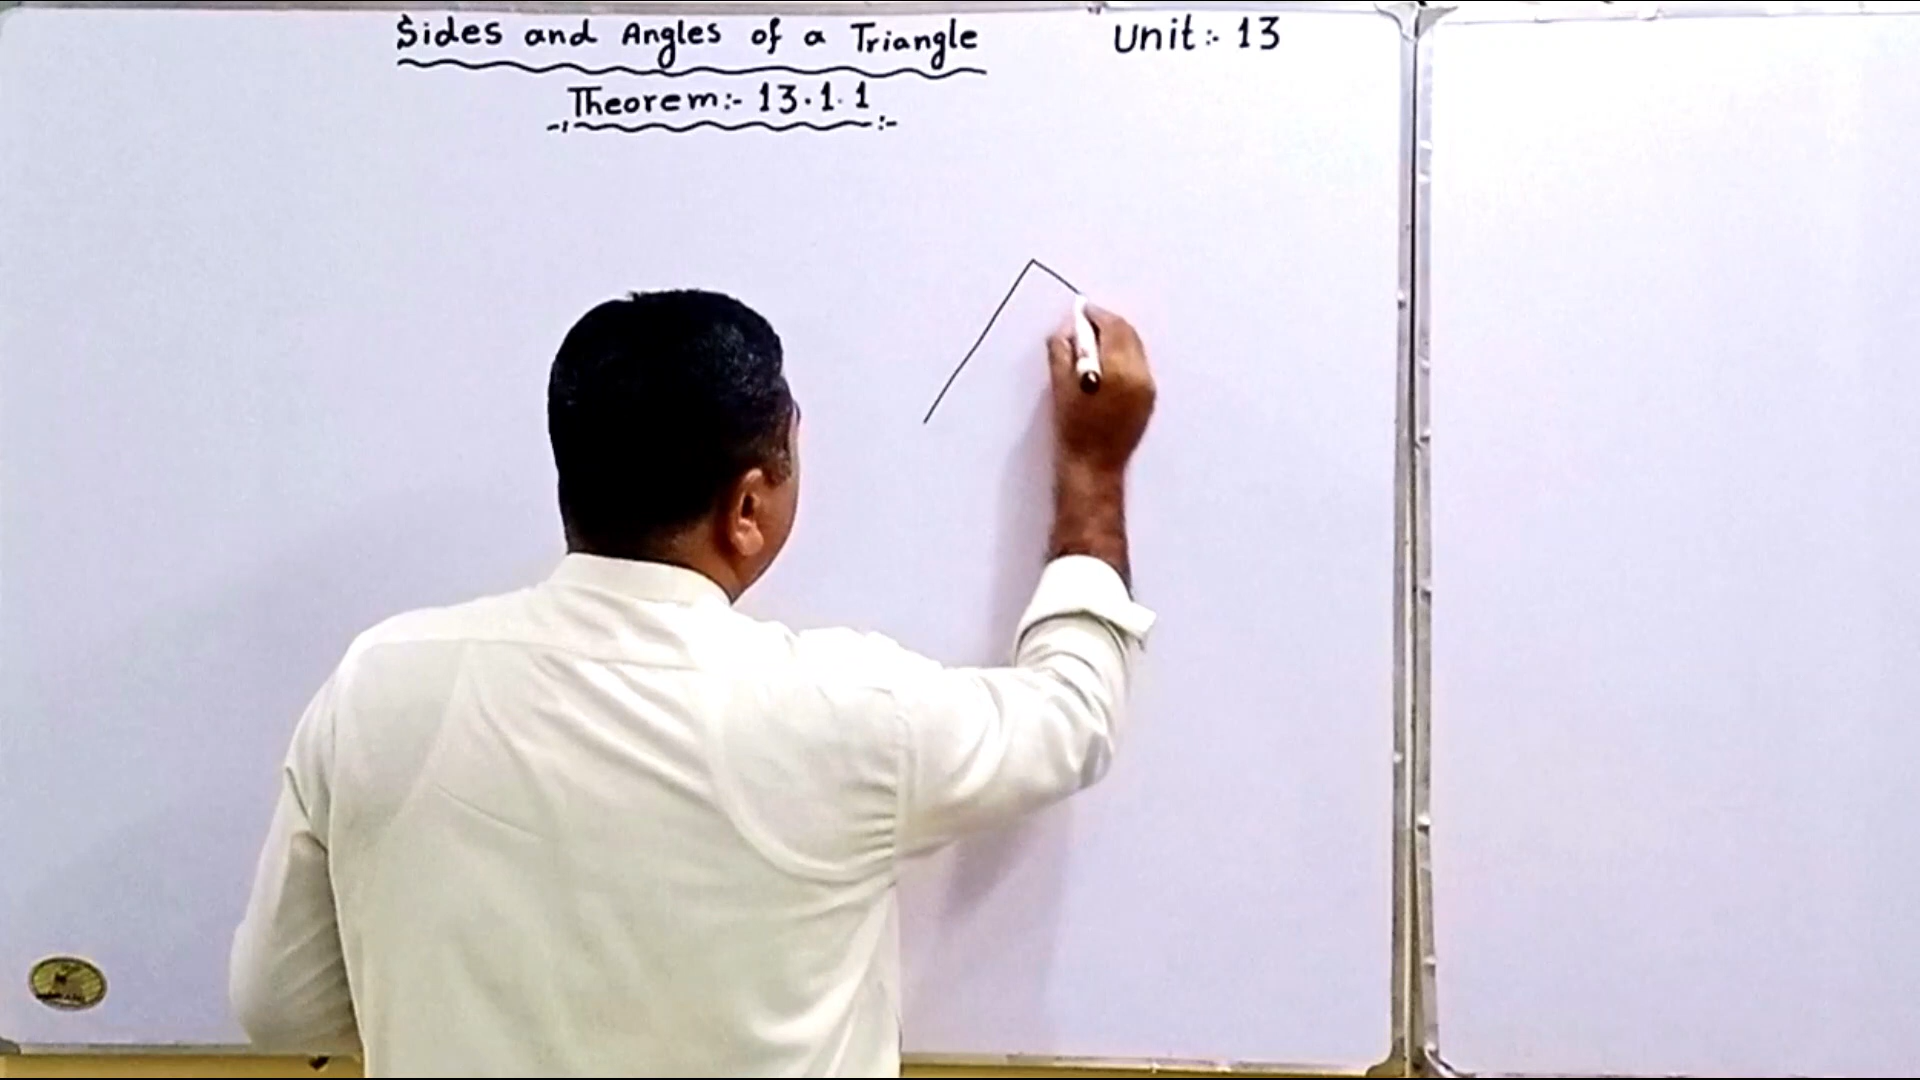 Sides and Angles of a Triangle Unit:- 13
Theorem:- 13.1.1